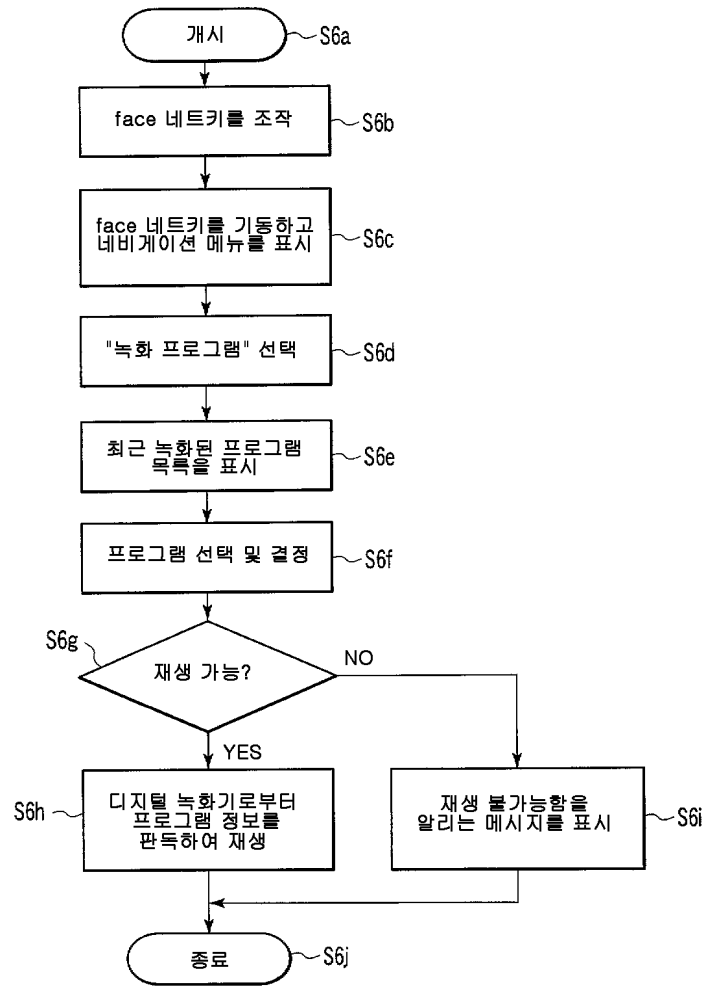 개시
S6a
face 네트키를 조작
S6b
face 네트키를 기동하고
네비게이션 메뉴를 표시
S6c
"녹화 프로그램" 선택
S6d
최근 녹화된 프로그램
목록을 표시
S6e
프로그램 선택 및 결정
S6f
S6g
재생 가능?
NO
YES
S6h
디지털 녹화기로부터
프로그램 정보를
판독하여 재생
재생 불가능함을
알리는 메시지를 표시
S6i
종료
S6j